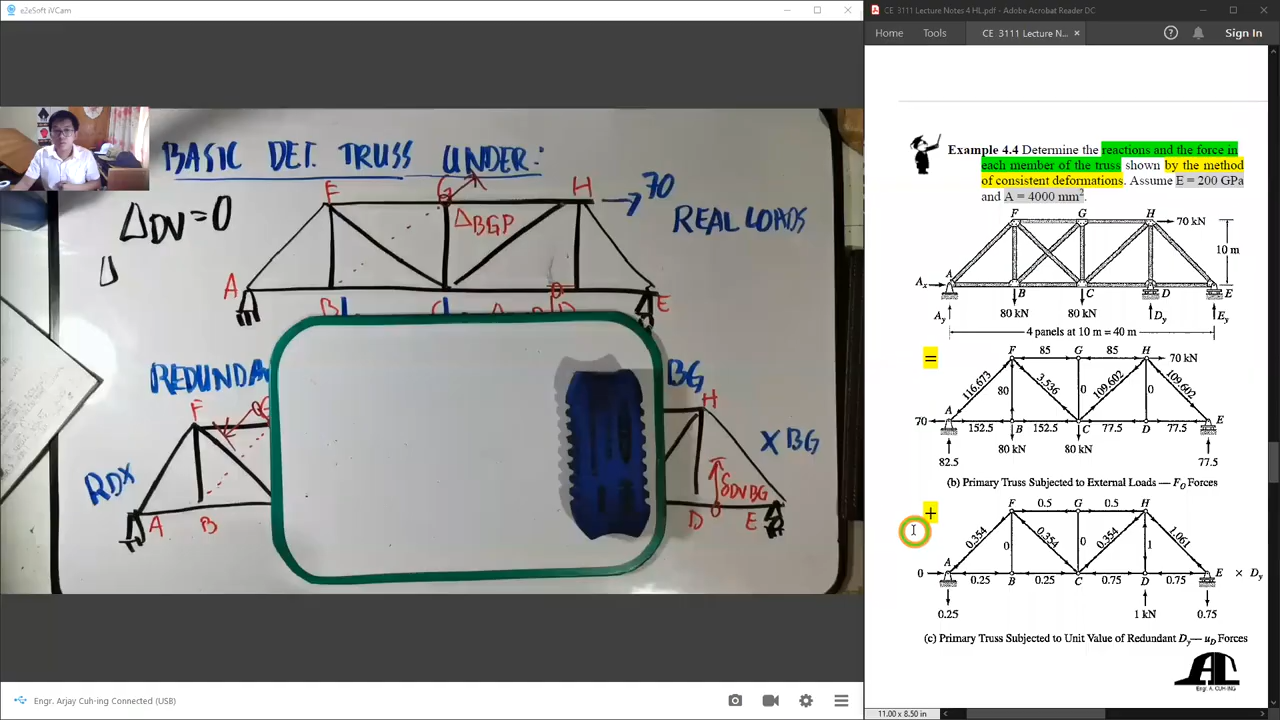 e2eSoft iVCam
BASIC DET. TRUSS UNDER:
ΔDV=0
F
G
H
70
REAL LOADS
ΔBGP
A
B
C
D
E
REDUNDA
BG
F
H
X BG
RDX
δDVBG
A
B
D
E
Engr. Arjay Cuh-ing Connected (USB)
CE 3111 Lecture Notes 4 HL.pdf - Adobe Acrobat Reader DC
Home
Tools
CE 3111 Lecture N...
×
Sign In
Example 4.4 Determine the reactions and the force in
each member of the truss shown by the method
of consistent deformations. Assume E = 200 GPa
and A = 4000 mm².
F
G
H
70 kN
10 m
A
Ax
B
C
D
E
80 kN
80 kN
Ay
Dy
Ey
4 panels at 10 m = 40 m
=
F
85
G
85
H
70 kN
116.673
80
3.536
0
109.602
0
109.602
A
70
152.5
B
152.5
C
77.5
D
77.5
E
80 kN
80 kN
82.5
77.5
(b) Primary Truss Subjected to External Loads — FO Forces
+
F
0.5
G
0.5
H
0.354
0
0.354
0
0.354
1
1.061
A
0
0.25
B
0.25
C
0.75
D
0.75
E
× Dy
0.25
1 kN
0.75
(c) Primary Truss Subjected to Unit Value of Redundant Dy — uD Forces
Engr. A. CUH-ING
11.00 x 8.50 in